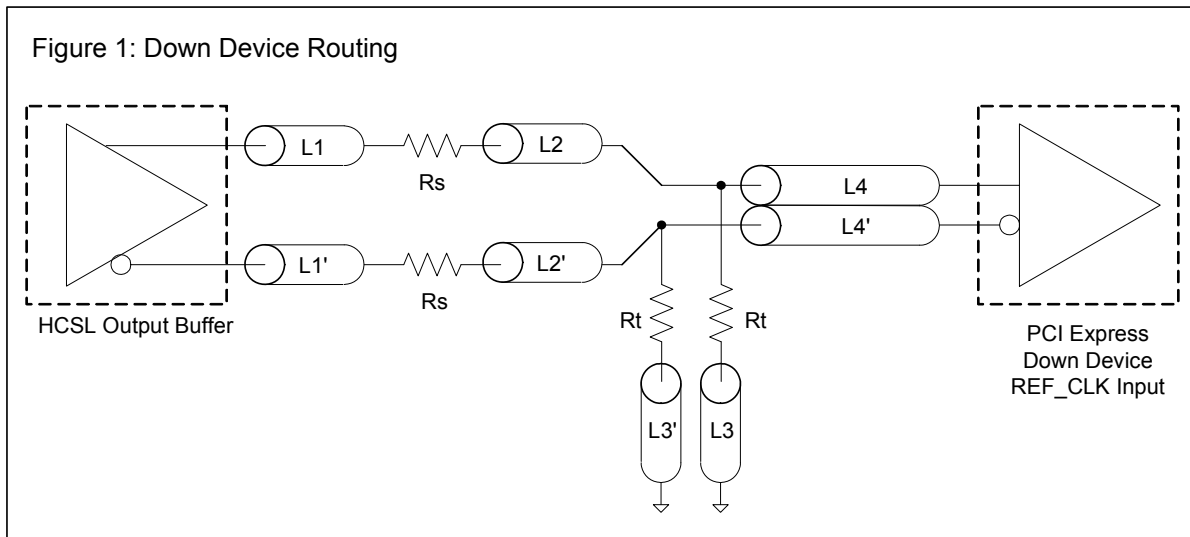 Figure 1: Down Device Routing
L1
L2
Rs
L4
L4'
L1'
L2'
Rs
HCSL Output Buffer
Rt
Rt
L3'
L3
PCI Express
Down Device
REF_CLK Input